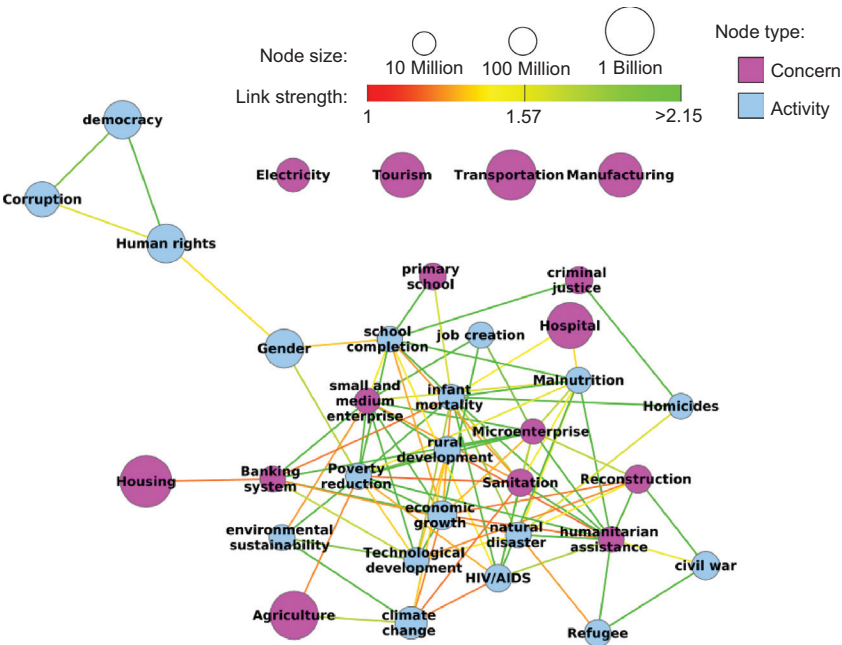 Node size:
10 Million
100 Million
1 Billion
Node type:
Concern
Activity
Link strength:
1
1.57
>2.15
democracy
Corruption
Human rights
Electricity
Tourism
Transportation
Manufacturing
primary
school
criminal
justice
Gender
school
completion
job creation
Hospital
Malnutrition
small and
medium
enterprise
infant
mortality
Homicides
Microenterprise
rural
development
Housing
Banking
system
Poverty
reduction
Sanitation
Reconstruction
economic
growth
environmental
sustainability
natural
disaster
humanitarian
assistance
Technological
development
HIV/AIDS
civil war
Agriculture
climate
change
Refugee